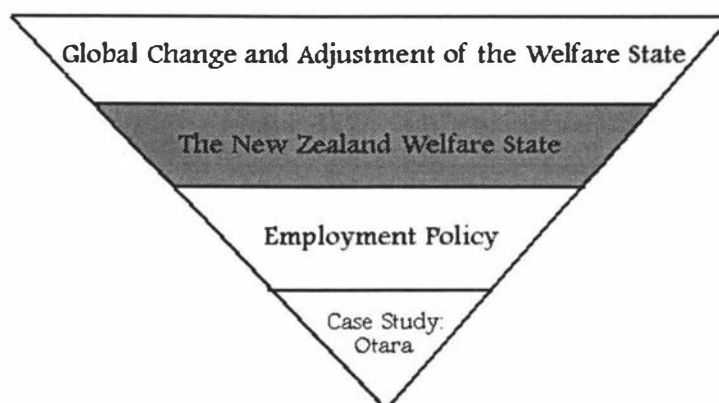 Global Change and Adjustment of the Welfare State
The New Zealand Welfare State
Employment Policy
Case Study:
Otara